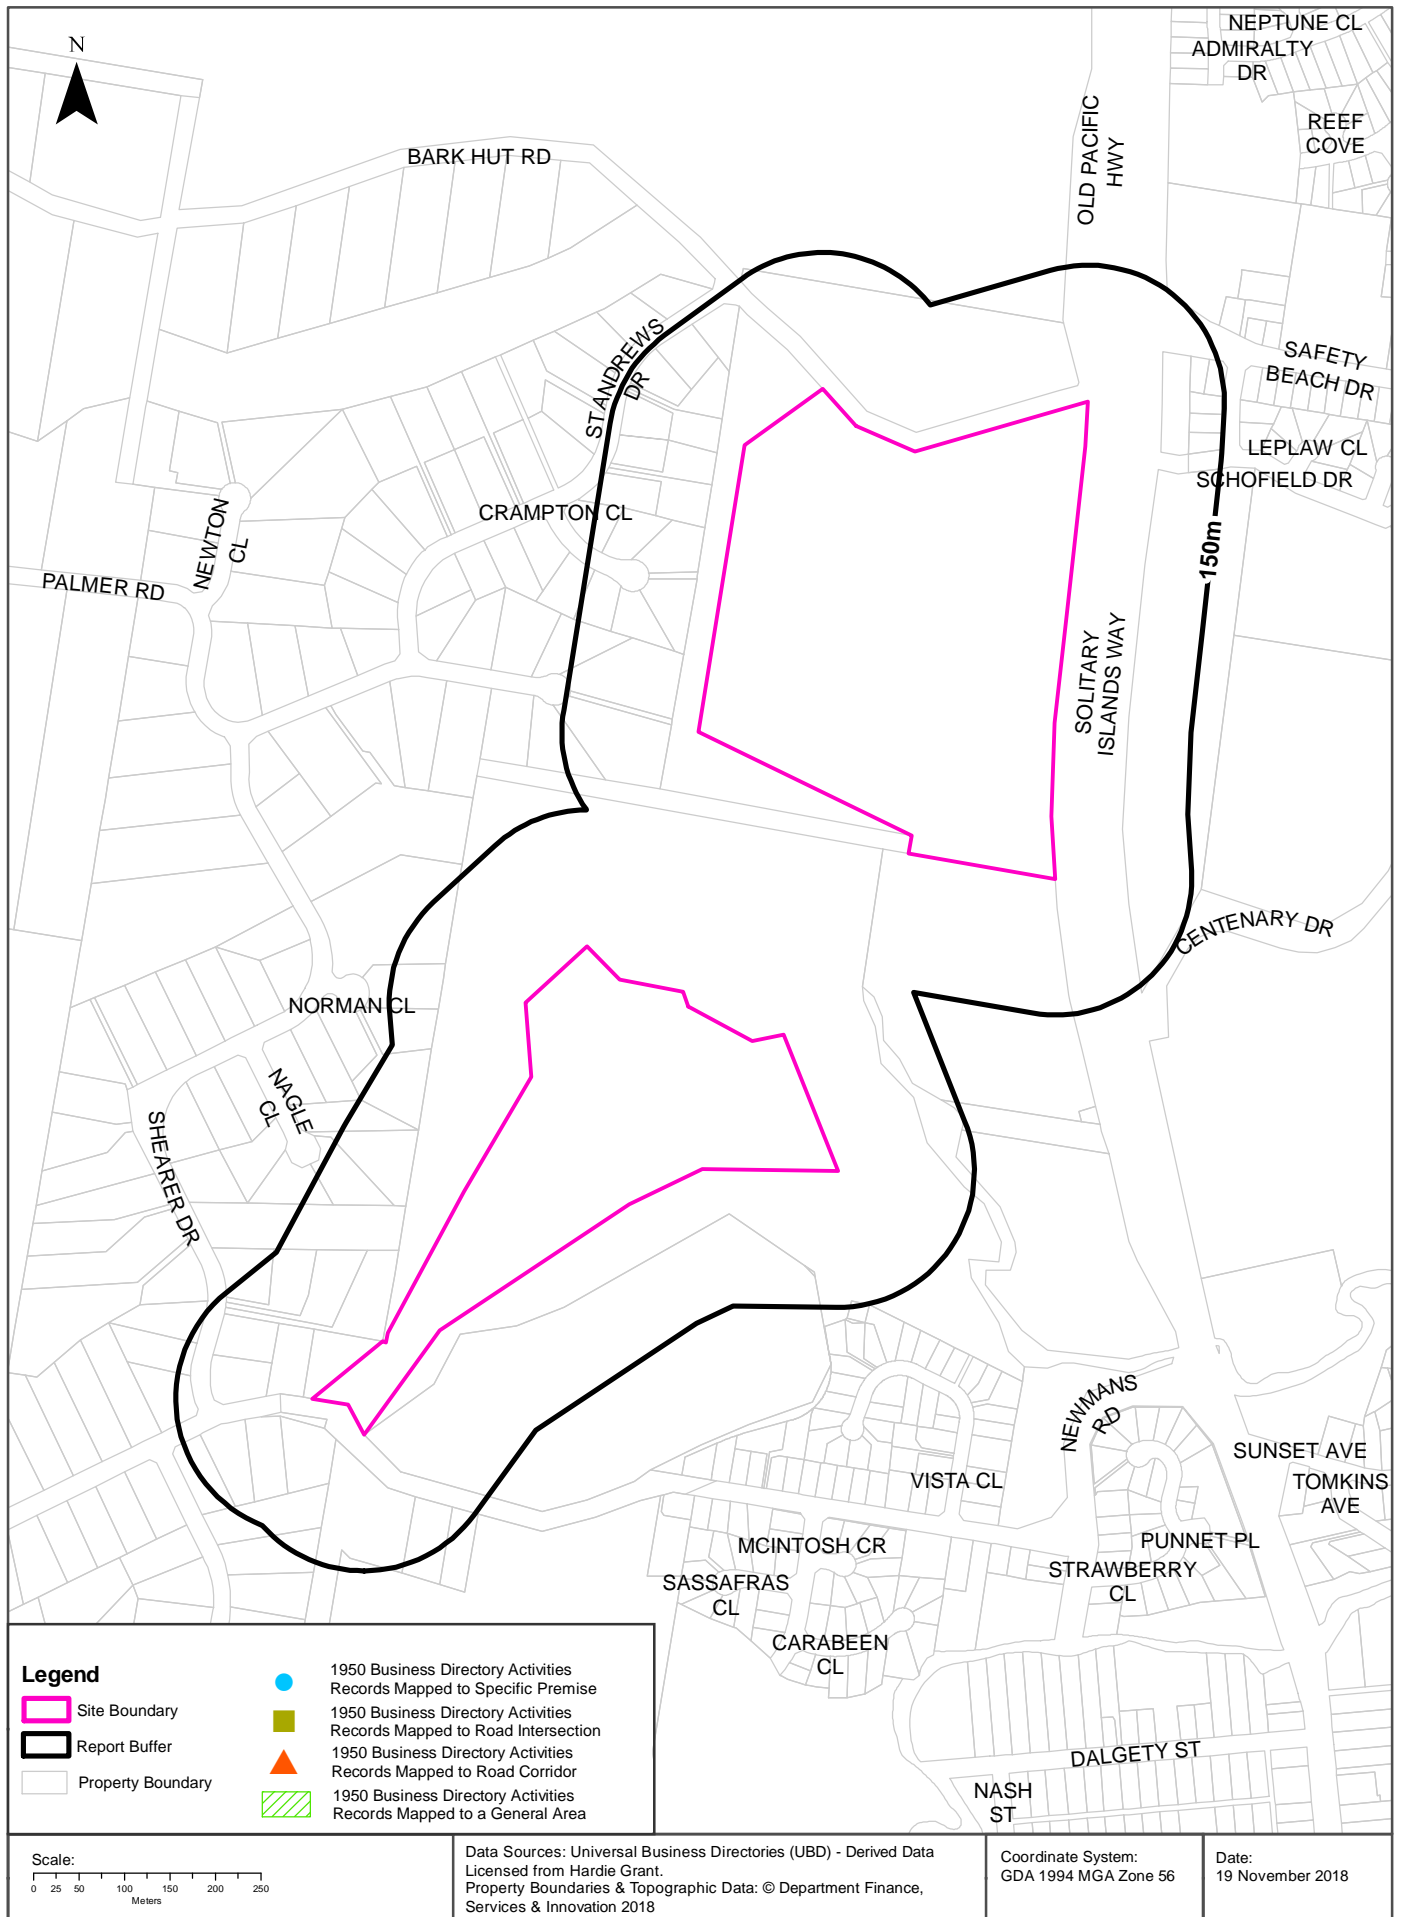 N
NEPTUNE CL
ADMIRALTY
DR
REEF
COVE
BARK HUT RD
OLD PACIFIC
HWY
ST ANDREWS
DR
SAFETY
BEACH DR
LEPLAW CL
SCHOFIELD DR
CRAMPTON CL
NEWTON
CL
150m
PALMER RD
SOLITARY
ISLANDS WAY
CENTENARY DR
NORMAN CL
NAGLE
CL
SHEARER DR
NEWMANS
RD
SUNSET AVE
TOMKINS
AVE
VISTA CL
PUNNET PL
MCINTOSH CR
STRAWBERRY
CL
SASSAFRAS
CL
CARABEEN
CL
DALGETY ST
NASH
ST
Legend
Site Boundary
Report Buffer
Property Boundary
1950 Business Directory Activities
Records Mapped to Specific Premise
1950 Business Directory Activities
Records Mapped to Road Intersection
1950 Business Directory Activities
Records Mapped to Road Corridor
1950 Business Directory Activities
Records Mapped to a General Area
Scale:
0 25 50 100 150 200 250
Meters
Data Sources: Universal Business Directories (UBD) - Derived Data
Licensed from Hardie Grant.
Property Boundaries & Topographic Data: © Department Finance,
Services & Innovation 2018
Coordinate System:
GDA 1994 MGA Zone 56
Date:
19 November 2018